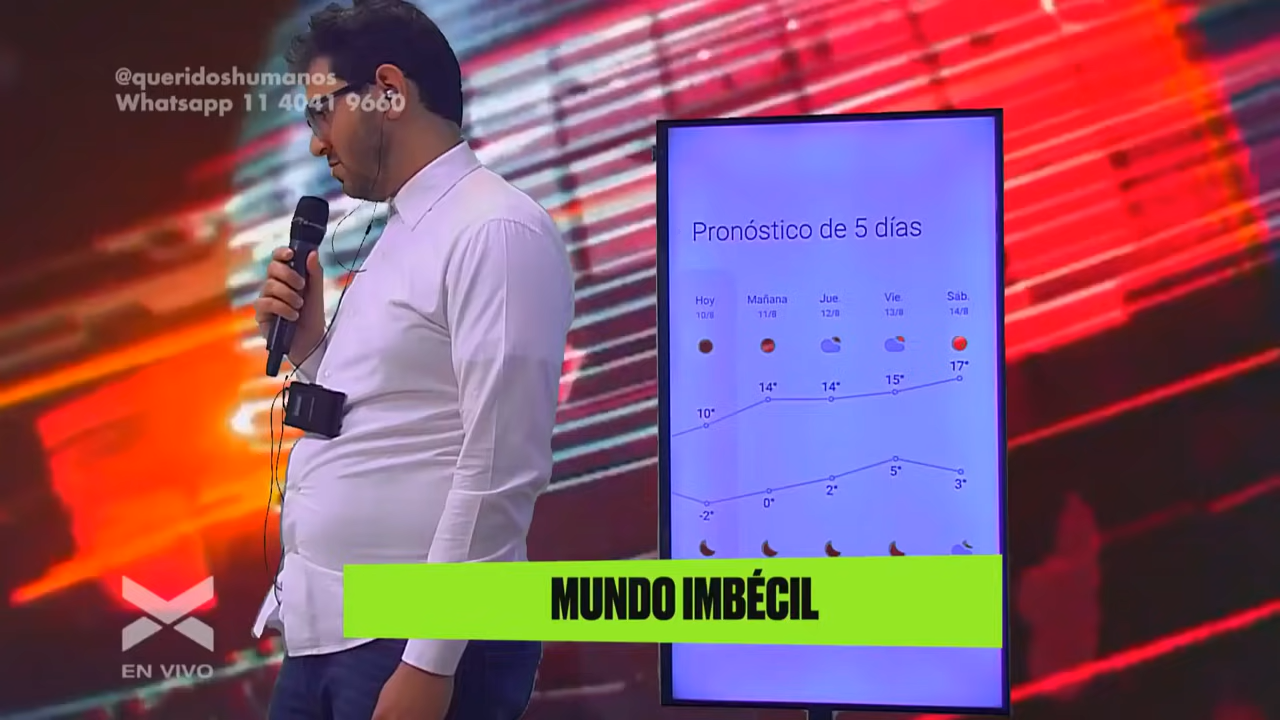 @queridoshumanos
Whatsapp 11 4041 9660
Pronóstico de 5 días
Hoy Mañana Jue. Vie. Sáb.
10/8 11/8 12/8 13/8 14/8
10° 14° 14° 15° 17°
-2° 0° 2° 5° 3°
MUNDO IMBÉCIL
EN VIVO